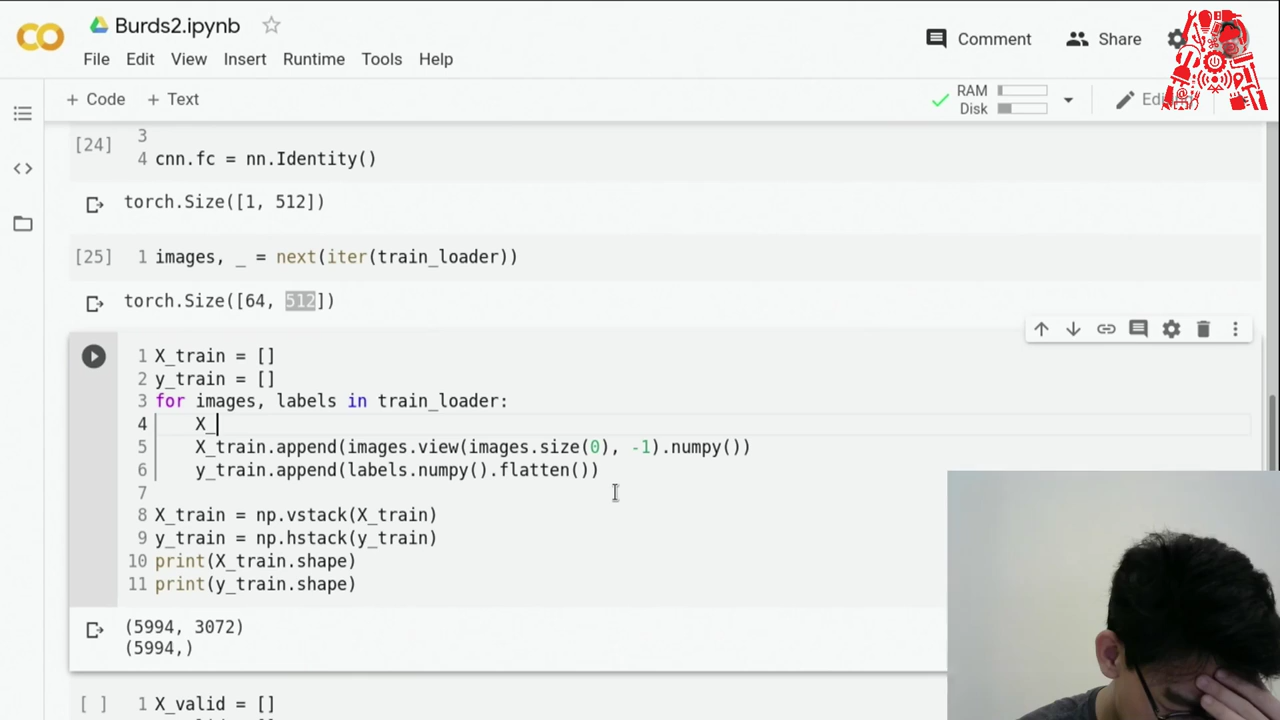 Burds2.ipynb
Comment
Share
File Edit View Insert Runtime Tools Help
+ Code + Text
RAM
Disk
3
[24]
4 cnn.fc = nn.Identity()
torch.Size([1, 512])
[25] 1 images, _ = next(iter(train_loader))
torch.Size([64, 512])
1 X_train = []
2 y_train = []
3 for images, labels in train_loader:
4 X_
5 X_train.append(images.view(images.size(0), -1).numpy())
6 y_train.append(labels.numpy().flatten())
7
8 X_train = np.vstack(X_train)
9 y_train = np.hstack(y_train)
10 print(X_train.shape)
11 print(y_train.shape)
(5994, 3072)
(5994,)
[ ] 1 X_valid = []